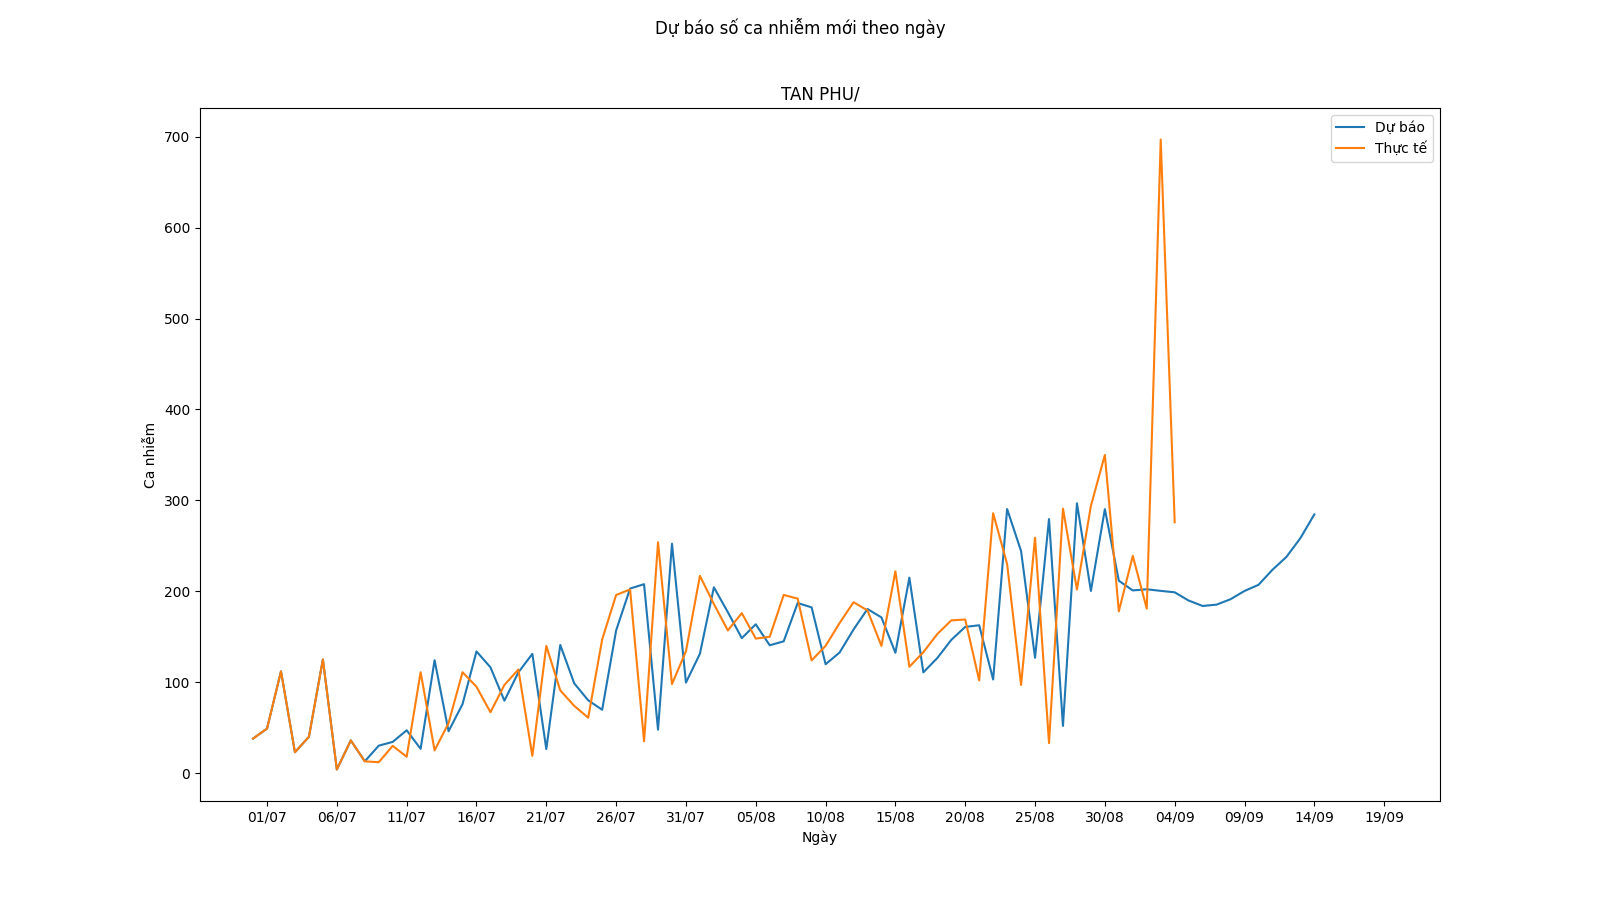 Dự báo số ca nhiễm mới theo ngày
TAN PHU/
Dự báo
Thực tế
700
600
500
400
300
200
100
0
Ca nhiễm
01/07 06/07 11/07 16/07 21/07 26/07 31/07 05/08 10/08 15/08 20/08 25/08 30/08 04/09 09/09 14/09 19/09
Ngày